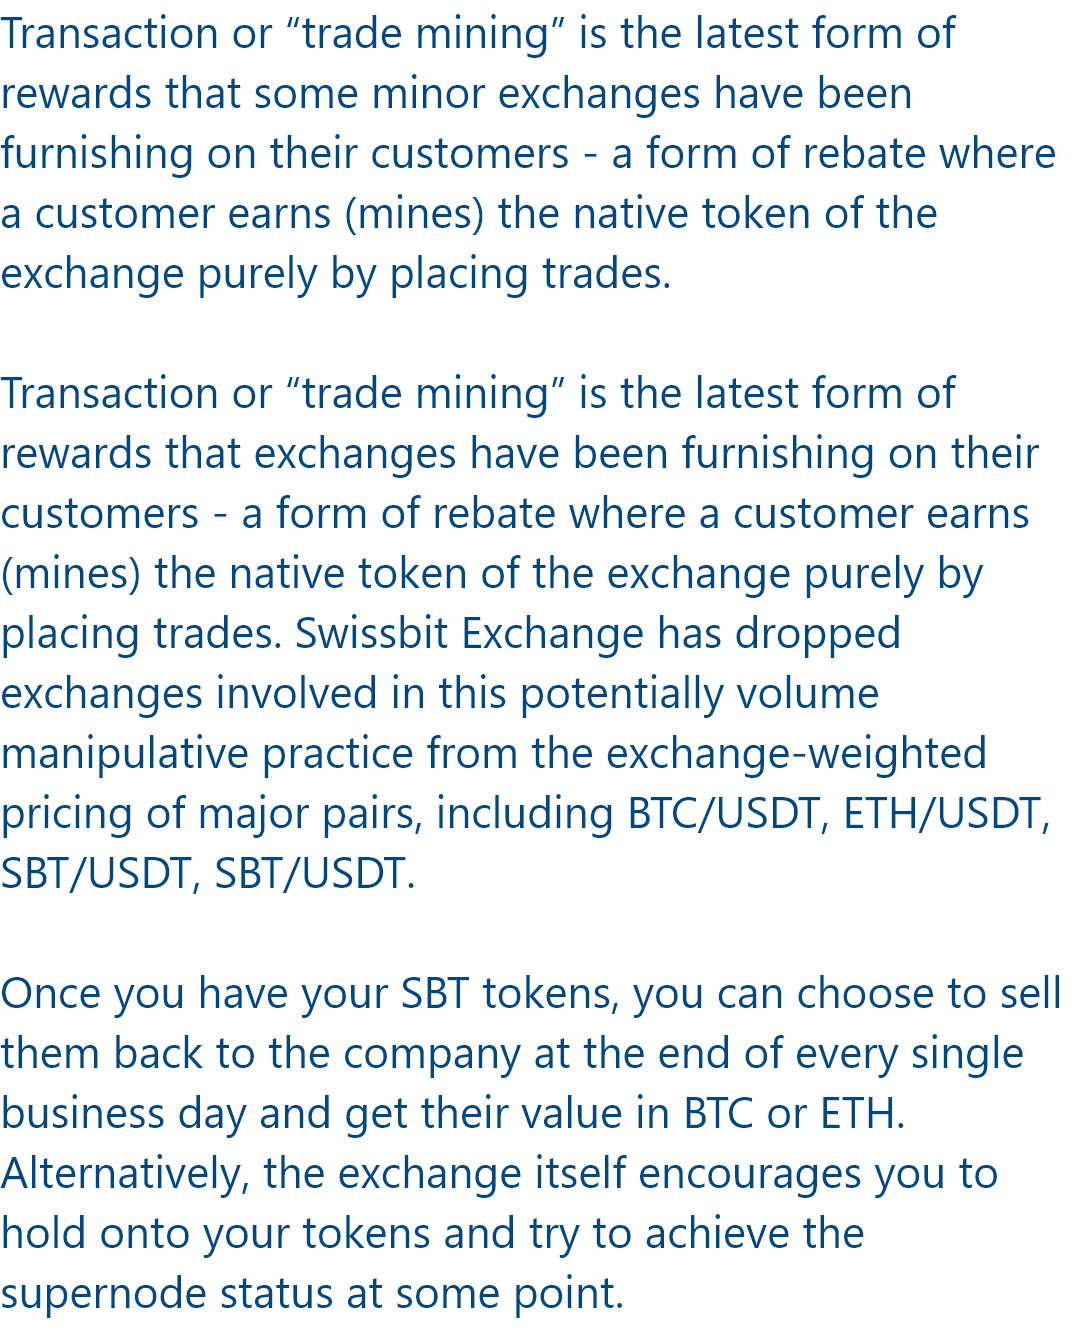 Transaction or “trade mining” is the latest form of
rewards that some minor exchanges have been
furnishing on their customers - a form of rebate where
a customer earns (mines) the native token of the
exchange purely by placing trades.
Transaction or “trade mining” is the latest form of
rewards that exchanges have been furnishing on their
customers - a form of rebate where a customer earns
(mines) the native token of the exchange purely by
placing trades. Swissbit Exchange has dropped
exchanges involved in this potentially volume
manipulative practice from the exchange-weighted
pricing of major pairs, including BTC/USDT, ETH/USDT,
SBT/USDT, SBT/USDT.
Once you have your SBT tokens, you can choose to sell
them back to the company at the end of every single
business day and get their value in BTC or ETH.
Alternatively, the exchange itself encourages you to
hold onto your tokens and try to achieve the
supernode status at some point.